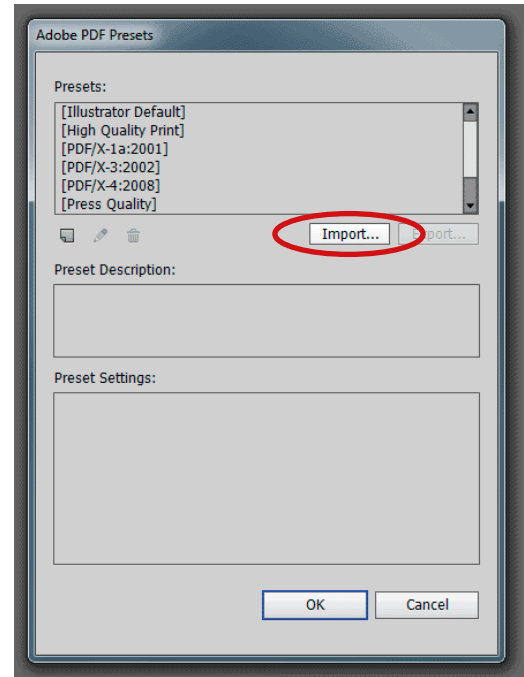 Adobe PDF Presets
Presets:
[Illustrator Default]
[High Quality Print]
[PDF/X-1a:2001]
[PDF/X-3:2002]
[PDF/X-4:2008]
[Press Quality]
Import... Export...
Preset Description:
Preset Settings:
OK Cancel